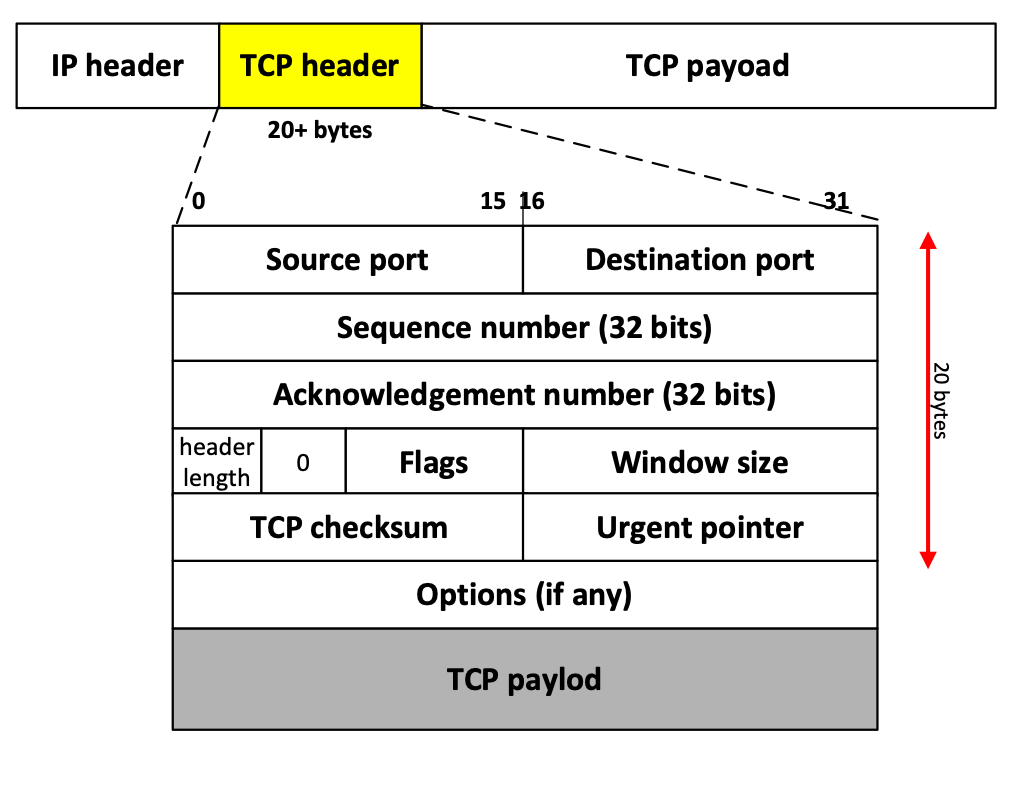 IP header
TCP header
TCP payoad
20+ bytes
0
15
16
31
Source port
Destination port
Sequence number (32 bits)
Acknowledgement number (32 bits)
header
length
0
Flags
Window size
TCP checksum
Urgent pointer
Options (if any)
TCP paylod
20 bytes